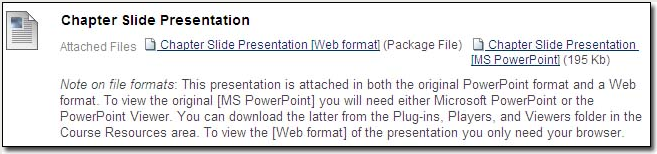 Chapter Slide Presentation
Attached Files Chapter Slide Presentation [Web format] (Package File) Chapter Slide Presentation
[MS PowerPoint] (195 Kb)
Note on file formats: This presentation is attached in both the original PowerPoint format and a Web
format. To view the original [MS PowerPoint] you will need either Microsoft PowerPoint or the
PowerPoint Viewer. You can download the latter from the Plug-ins, Players, and Viewers folder in the
Course Resources area. To view the [Web format] of the presentation you only need your browser.